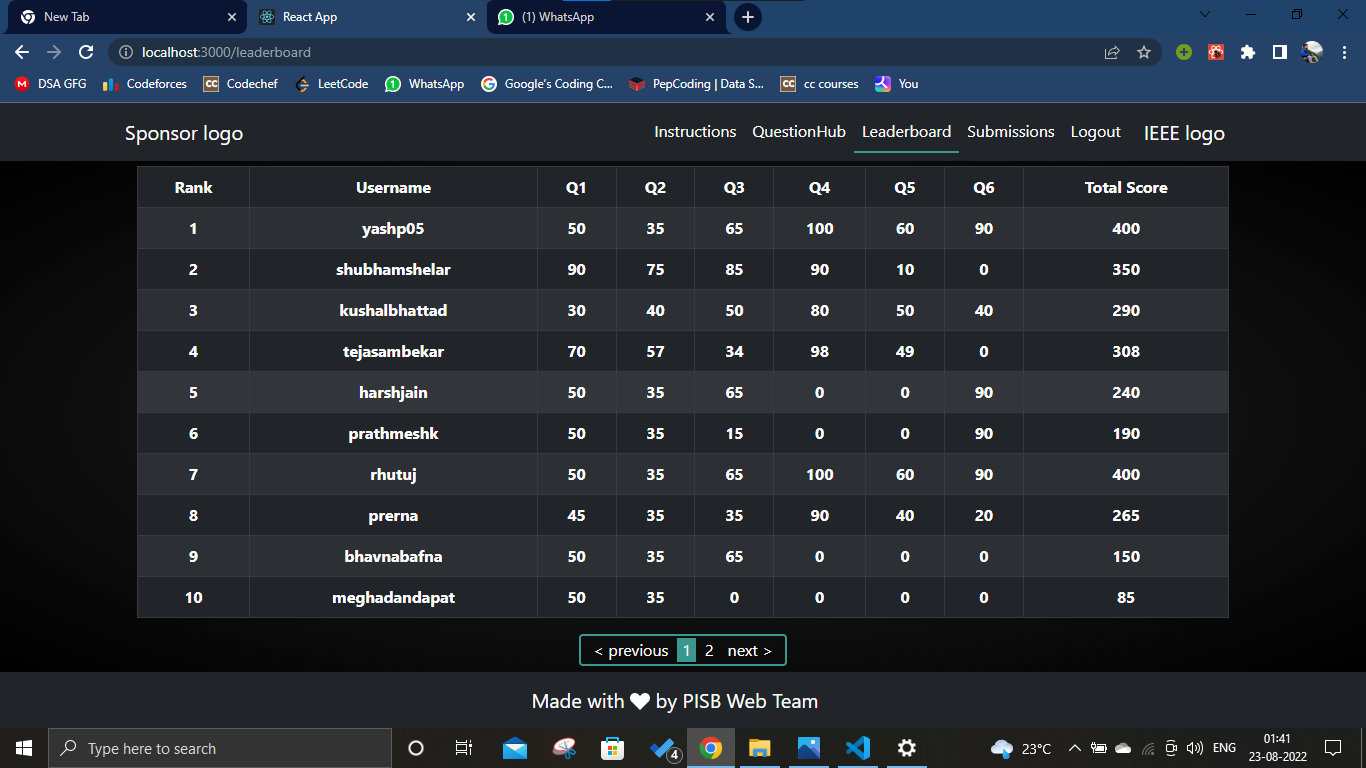 New Tab
React App
(1) WhatsApp
localhost:3000/leaderboard
DSA GFG
Codeforces
Codechef
LeetCode
WhatsApp
Google's Coding C...
PepCoding | Data S...
cc courses
You
Sponsor logo
Instructions
QuestionHub
Leaderboard
Submissions
Logout
IEEE logo
Rank Username Q1 Q2 Q3 Q4 Q5 Q6 Total Score
1 yashp05 50 35 65 100 60 90 400
2 shubhamshelar 90 75 85 90 10 0 350
3 kushalbhattad 30 40 50 80 50 40 290
4 tejasambekar 70 57 34 98 49 0 308
5 harshjain 50 35 65 0 0 90 240
6 prathmeshk 50 35 15 0 0 90 190
7 rhutuj 50 35 65 100 60 90 400
8 prerna 45 35 35 90 40 20 265
9 bhavnabafna 50 35 65 0 0 0 150
10 meghadandapat 50 35 0 0 0 0 85
< previous 1 2 next >
Made with ❤ by PISB Web Team
Type here to search
4
23°C
ENG
01:41
23-08-2022